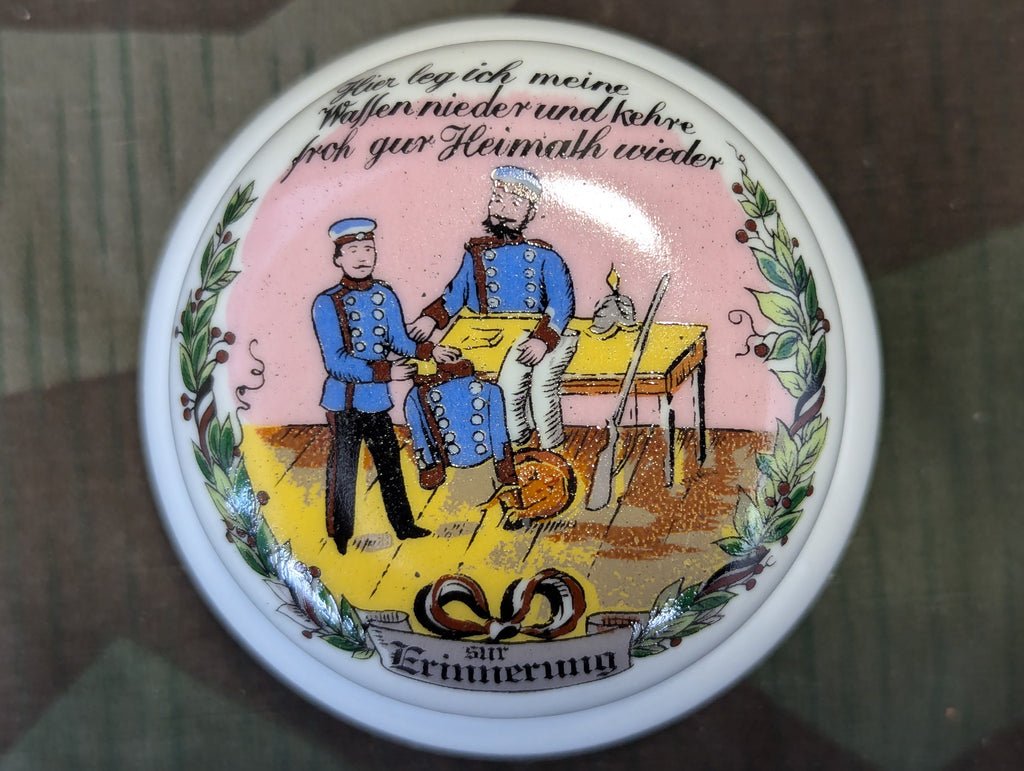 Hier leg ich meine
Waffen nieder und kehre
froh zur Heimath wieder
zur
Erinnerung